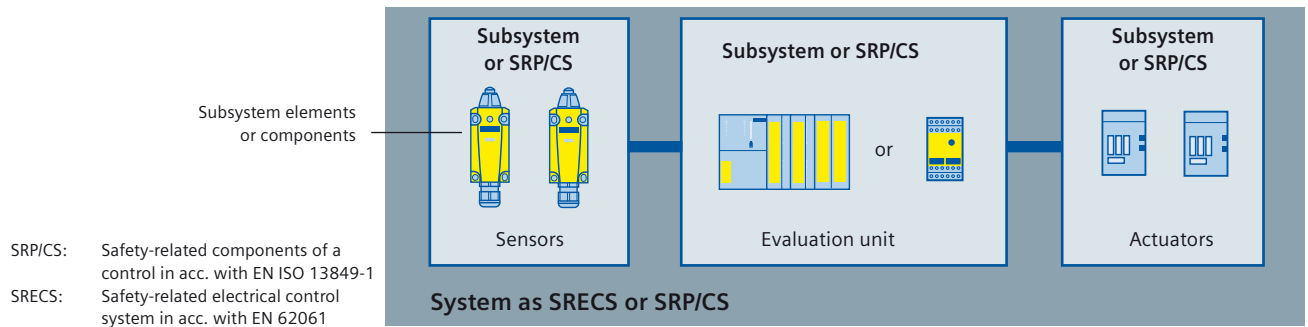 Subsystem
or SRP/CS
Subsystem or SRP/CS
Subsystem
or SRP/CS
Subsystem elements
or components
or
Sensors
Evaluation unit
Actuators
SRP/CS: Safety-related components of a
control in acc. with EN ISO 13849-1
SRECS: Safety-related electrical control
system in acc. with EN 62061
System as SRECS or SRP/CS